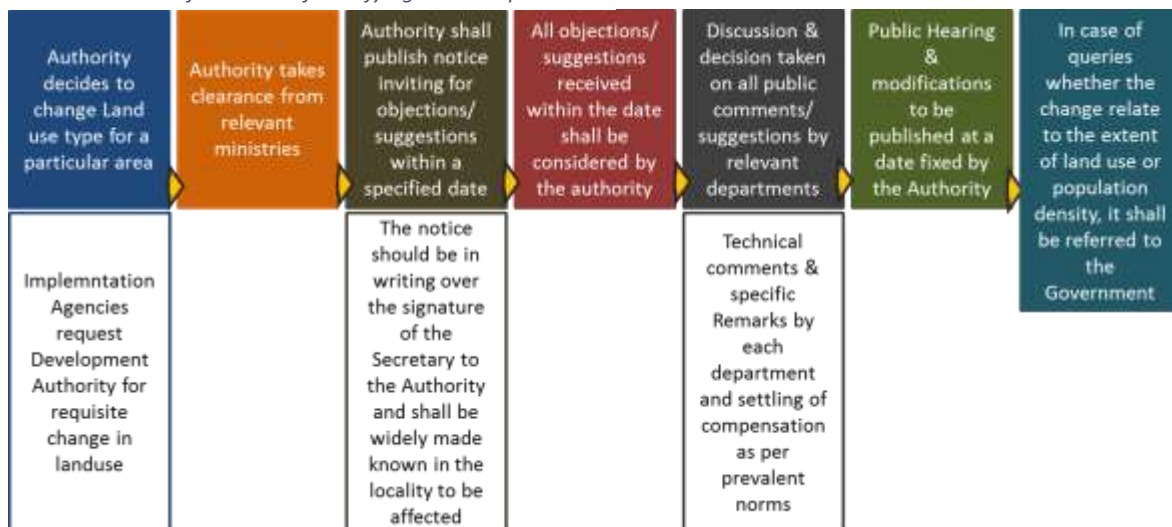 Authority
decides to
change Land
use type for a
particular area
Authority takes
clearance from
relevant
ministries
Authority shall
publish notice
inviting for
objections/
suggestions
within a
specified date
All objections/
suggestions
received
within the date
shall be
considered by
the authority
Discussion &
decision taken
on all public
comments/
suggestions by
relevant
departments
Public Hearing
&
modifications
to be
published at a
date fixed by
the Authority
In case of
queries
whether the
change relate
to the extent
of land use or
population
density, it shall
be referred to
the
Government
Implemntation
Agencies
request
Development
Authority for
requisite
change in
landuse
The notice
should be in
writing over
the signature
of the
Secretary to
the Authority
and shall be
widely made
known in the
locality to be
affected
Technical
comments &
specific
Remarks by
each
department
and settling of
compensation
as per
prevalent
norms